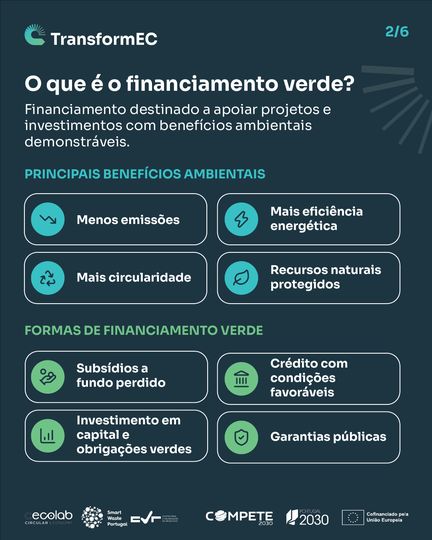 TransformEC
2/6
O que é o financiamento verde?
Financiamento destinado a apoiar projetos e
investimentos com benefícios ambientais
demonstráveis.
PRINCIPAIS BENEFÍCIOS AMBIENTAIS
Menos emissões
Mais eficiência
energética
Mais circularidade
Recursos naturais
protegidos
FORMAS DE FINANCIAMENTO VERDE
Subsídios a
fundo perdido
Crédito com
condições
favoráveis
Investimento em
capital e
obrigações verdes
Garantias públicas
ecolab
CIRCULAR ECONOMY
Smart
Waste
Portugal
COMPETE
2030
PORTUGAL
2030
Cofinanciado pela
União Europeia